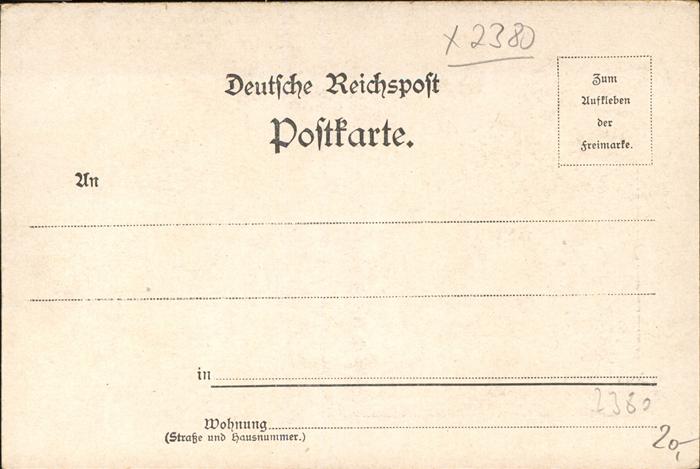 x 2380
Deutsche Reichspost
Postkarte.
Zum
Aufkleben
der
Freimarke.
An
in
2380
Wohnung
(Straße und Hausnummer.)
20,-